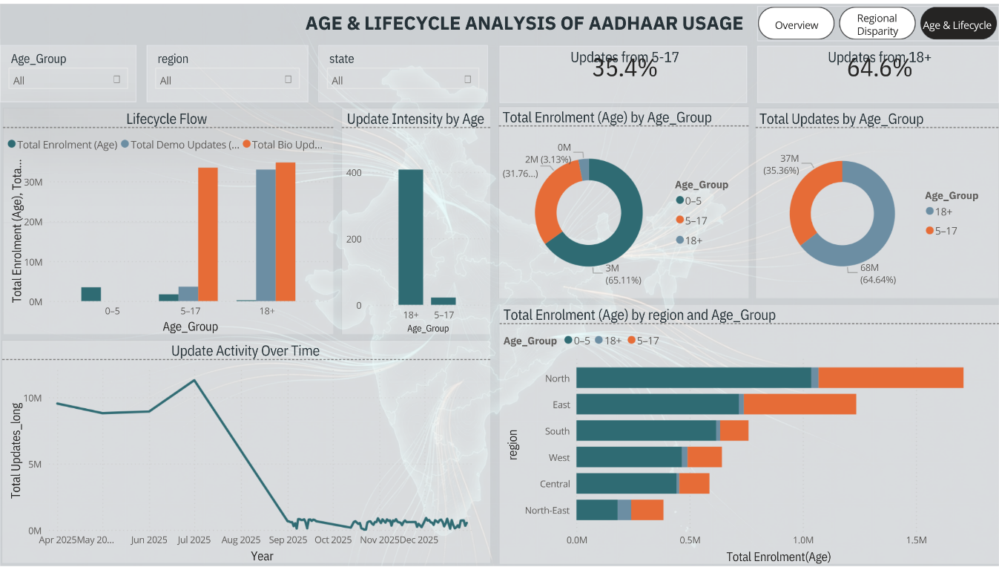 AGE & LIFECYCLE ANALYSIS OF AADHAAR USAGE
Overview
Regional
Disparity
Age & Lifecycle
Age_Group
All
region
All
state
All
Updates from 5-17
35.4%
Updates from 18+
64.6%
Lifecycle Flow
Total Enrolment (Age) Total Demo Updates (... Total Bio Upd...
Total Enrolment (Age), Tota...
30M
20M
10M
0M
0–5 5–17 18+
Age_Group
Update Intensity by Age
400
200
0
18+ 5–17
Age_Group
Total Enrolment (Age) by Age_Group
0M
2M (3.13%)
(31.76...)
3M
(65.11%)
Age_Group
0–5
5–17
18+
Total Updates by Age_Group
37M
(35.36%)
68M
(64.64%)
Age_Group
18+
5–17
Update Activity Over Time
Total Updates_long
10M
5M
0M
Apr 2025 May 20... Jun 2025 Jul 2025 Aug 2025 Sep 2025 Oct 2025 Nov 2025 Dec 2025
Year
Total Enrolment (Age) by region and Age_Group
Age_Group 0–5 18+ 5–17
region
North
East
South
West
Central
North-East
0.0M 0.5M 1.0M 1.5M
Total Enrolment(Age)